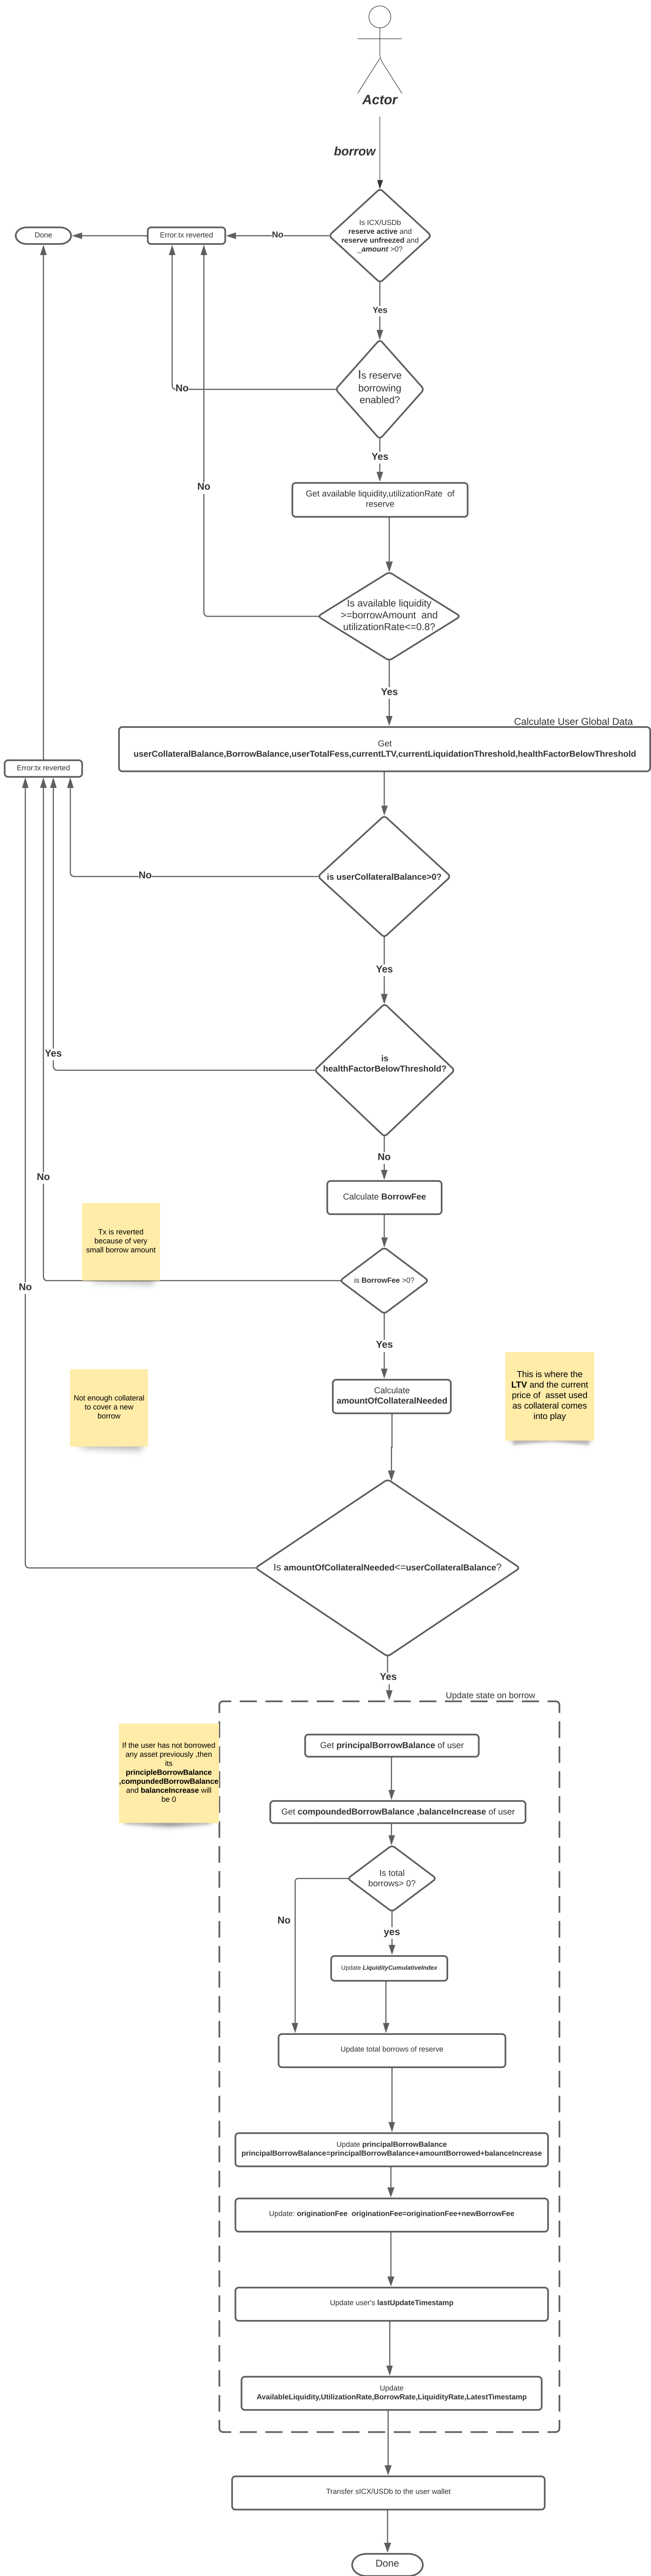 Actor
borrow
Is ICX/USDb
reserve active and
reserve unfreezed and
_amount >0?
No
Error:tx reverted
Done
Yes
Is reserve
borrowing
enabled?
No
Yes
Get available liquidity,utilizationRate of
reserve
No
Is available liquidity
>=borrowAmount and
utilizationRate<=0.8?
Yes
Calculate User Global Data
Get
userCollateralBalance,BorrowBalance,userTotalFess,currentLTV,currentLiquidationThreshold,healthFactorBelowThreshold
Error:tx reverted
is userCollateralBalance>0?
No
Yes
is
healthFactorBelowThreshold?
Yes
No
Calculate BorrowFee
No
Tx is reverted
because of very
small borrow amount
is BorrowFee >0?
No
Yes
Calculate
amountOfCollateralNeeded
This is where the
LTV and the current
price of asset used
as collateral comes
into play
Not enough collateral
to cover a new
borrow
Is amountOfCollateralNeeded<=userCollateralBalance?
Yes
Update state on borrow
Get principalBorrowBalance of user
If the user has not borrowed
any asset previously ,then
its
principleBorrowBalance
,compundedBorrowBalance
and balanceIncrease will
be 0
Get compoundedBorrowBalance ,balanceIncrease of user
Is total
borrows> 0?
No
yes
Update LiquidityCumulativeIndex
Update total borrows of reserve
Update principalBorrowBalance
principalBorrowBalance=principalBorrowBalance+amountBorrowed+balanceIncrease
Update: originationFee originationFee=originationFee+newBorrowFee
Update user's lastUpdateTimestamp
Update
AvailableLiquidity,UtilizationRate,BorrowRate,LiquidityRate,LatestTimestamp
Transfer sICX/USDb to the user wallet
Done